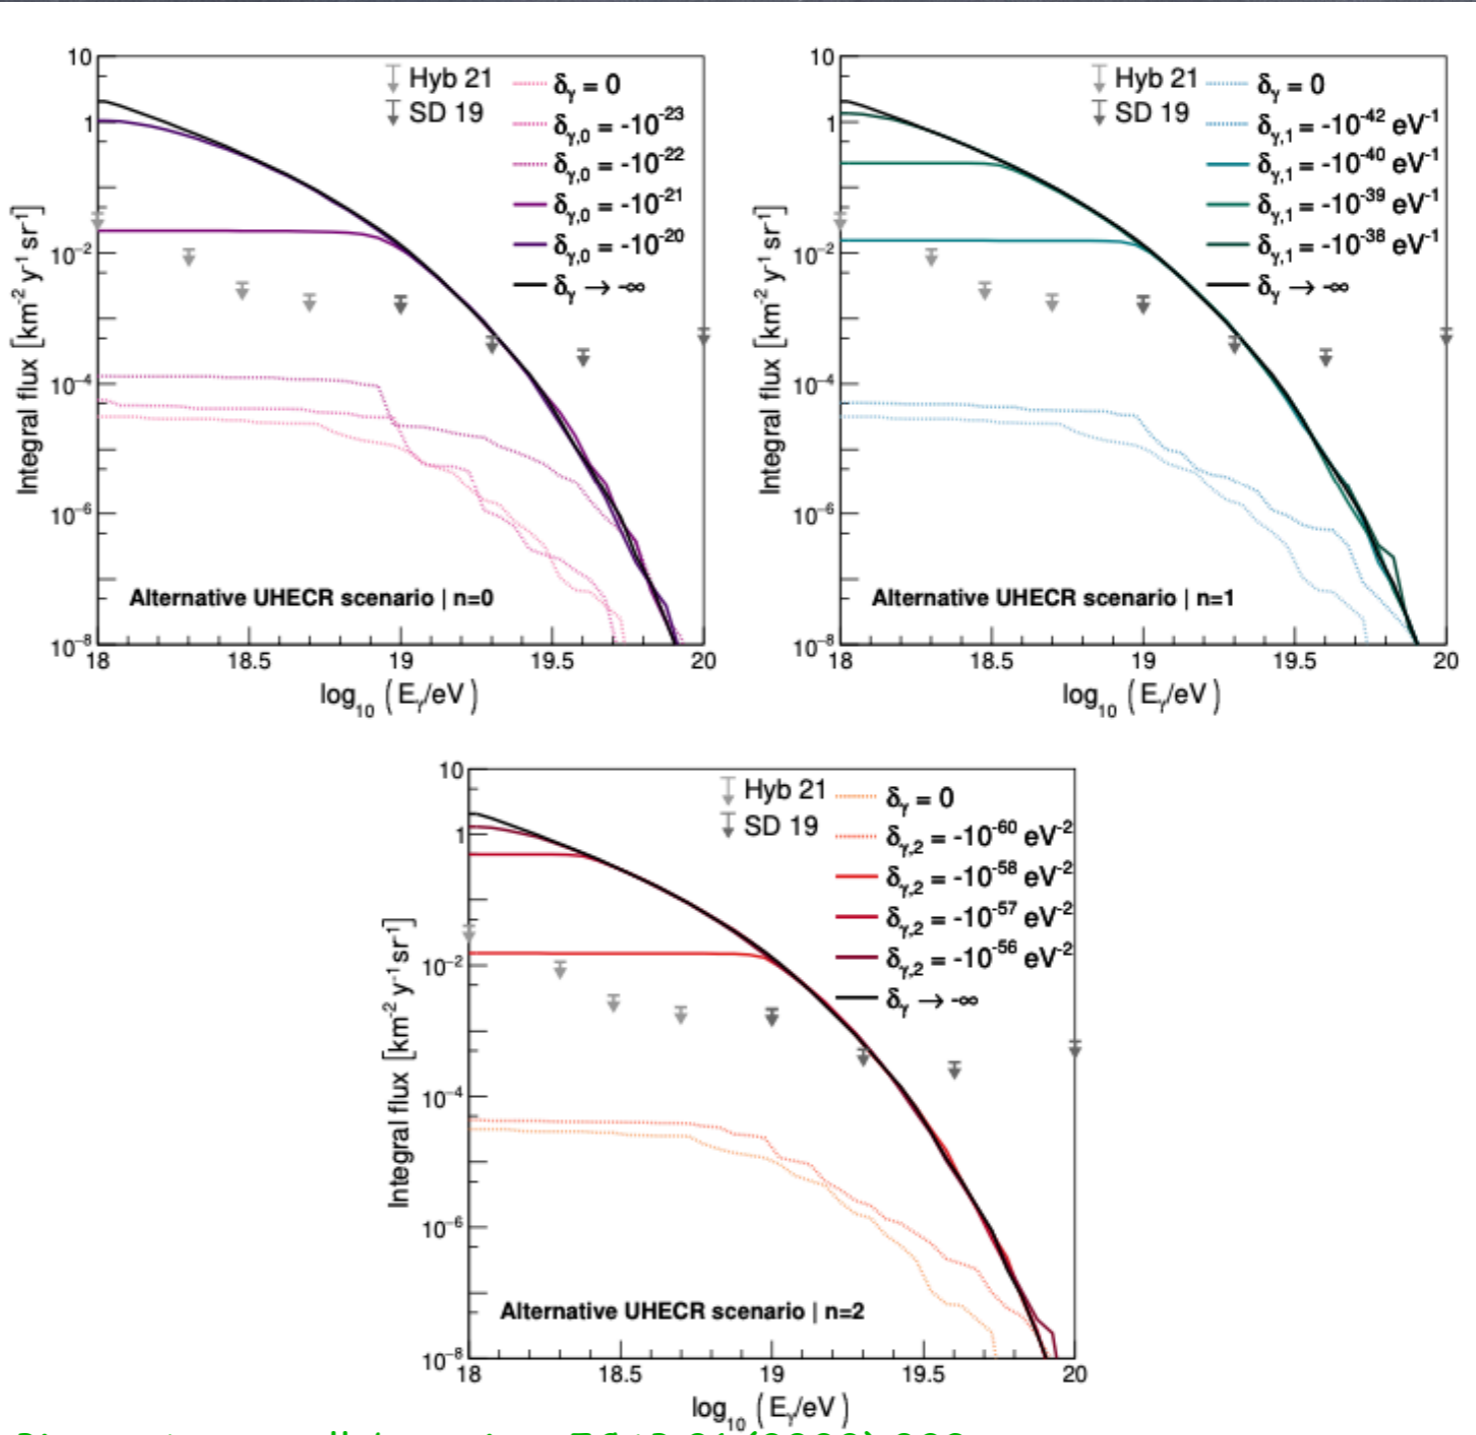 10
1
10⁻²
10⁻⁴
10⁻⁶
10⁻⁸
Integral flux [km⁻² y⁻¹ sr⁻¹]
Hyb 21
SD 19
δγ = 0
δγ,0 = -10⁻²³
δγ,0 = -10⁻²²
δγ,0 = -10⁻²¹
δγ,0 = -10⁻²⁰
δγ → -∞
Alternative UHECR scenario | n=0
18 18.5 19 19.5 20
log₁₀ (Eγ/eV)
10
1
10⁻²
10⁻⁴
10⁻⁶
10⁻⁸
Integral flux [km⁻² y⁻¹ sr⁻¹]
Hyb 21
SD 19
δγ = 0
δγ,1 = -10⁻⁴² eV⁻¹
δγ,1 = -10⁻⁴⁰ eV⁻¹
δγ,1 = -10⁻³⁹ eV⁻¹
δγ,1 = -10⁻³⁸ eV⁻¹
δγ → -∞
Alternative UHECR scenario | n=1
18 18.5 19 19.5 20
log₁₀ (Eγ/eV)
10
1
10⁻²
10⁻⁴
10⁻⁶
10⁻⁸
Integral flux [km⁻² y⁻¹ sr⁻¹]
Hyb 21
SD 19
δγ = 0
δγ,2 = -10⁻⁶⁰ eV⁻²
δγ,2 = -10⁻⁵⁸ eV⁻²
δγ,2 = -10⁻⁵⁷ eV⁻²
δγ,2 = -10⁻⁵⁶ eV⁻²
δγ → -∞
Alternative UHECR scenario | n=2
18 18.5 19 19.5 20
log₁₀ (Eγ/eV)